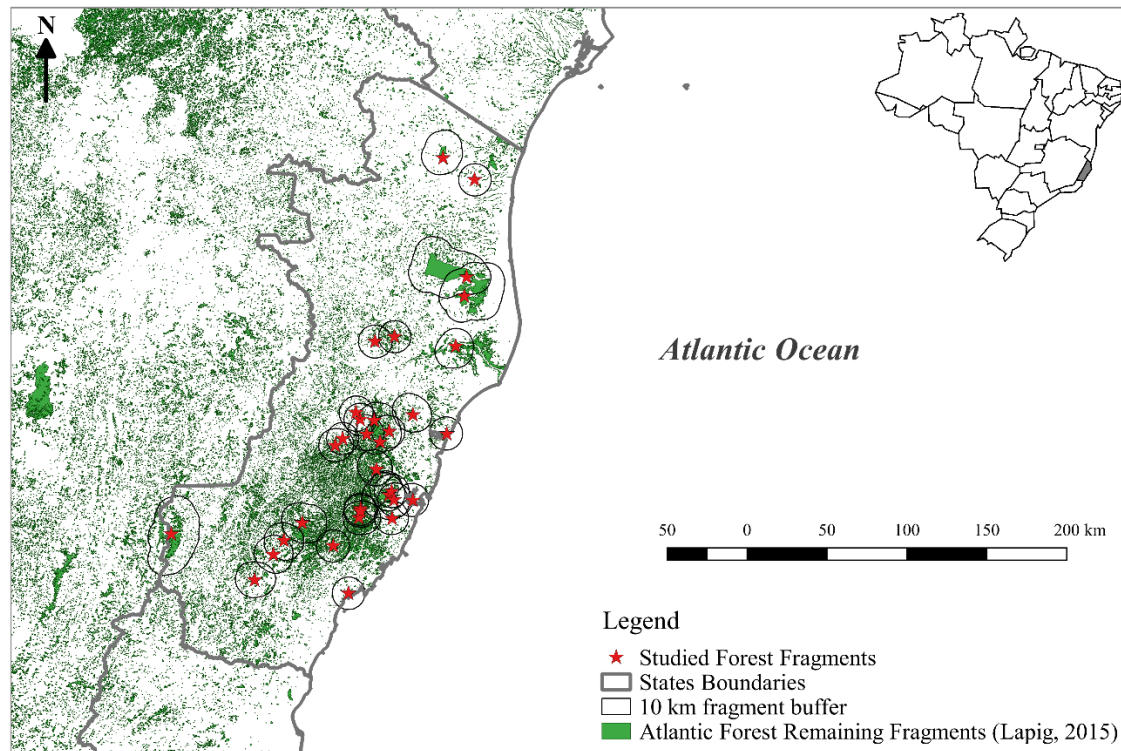 N
Atlantic Ocean
50 0 50 100 150 200 km
Legend
Studied Forest Fragments
States Boundaries
10 km fragment buffer
Atlantic Forest Remaining Fragments (Lapig, 2015)